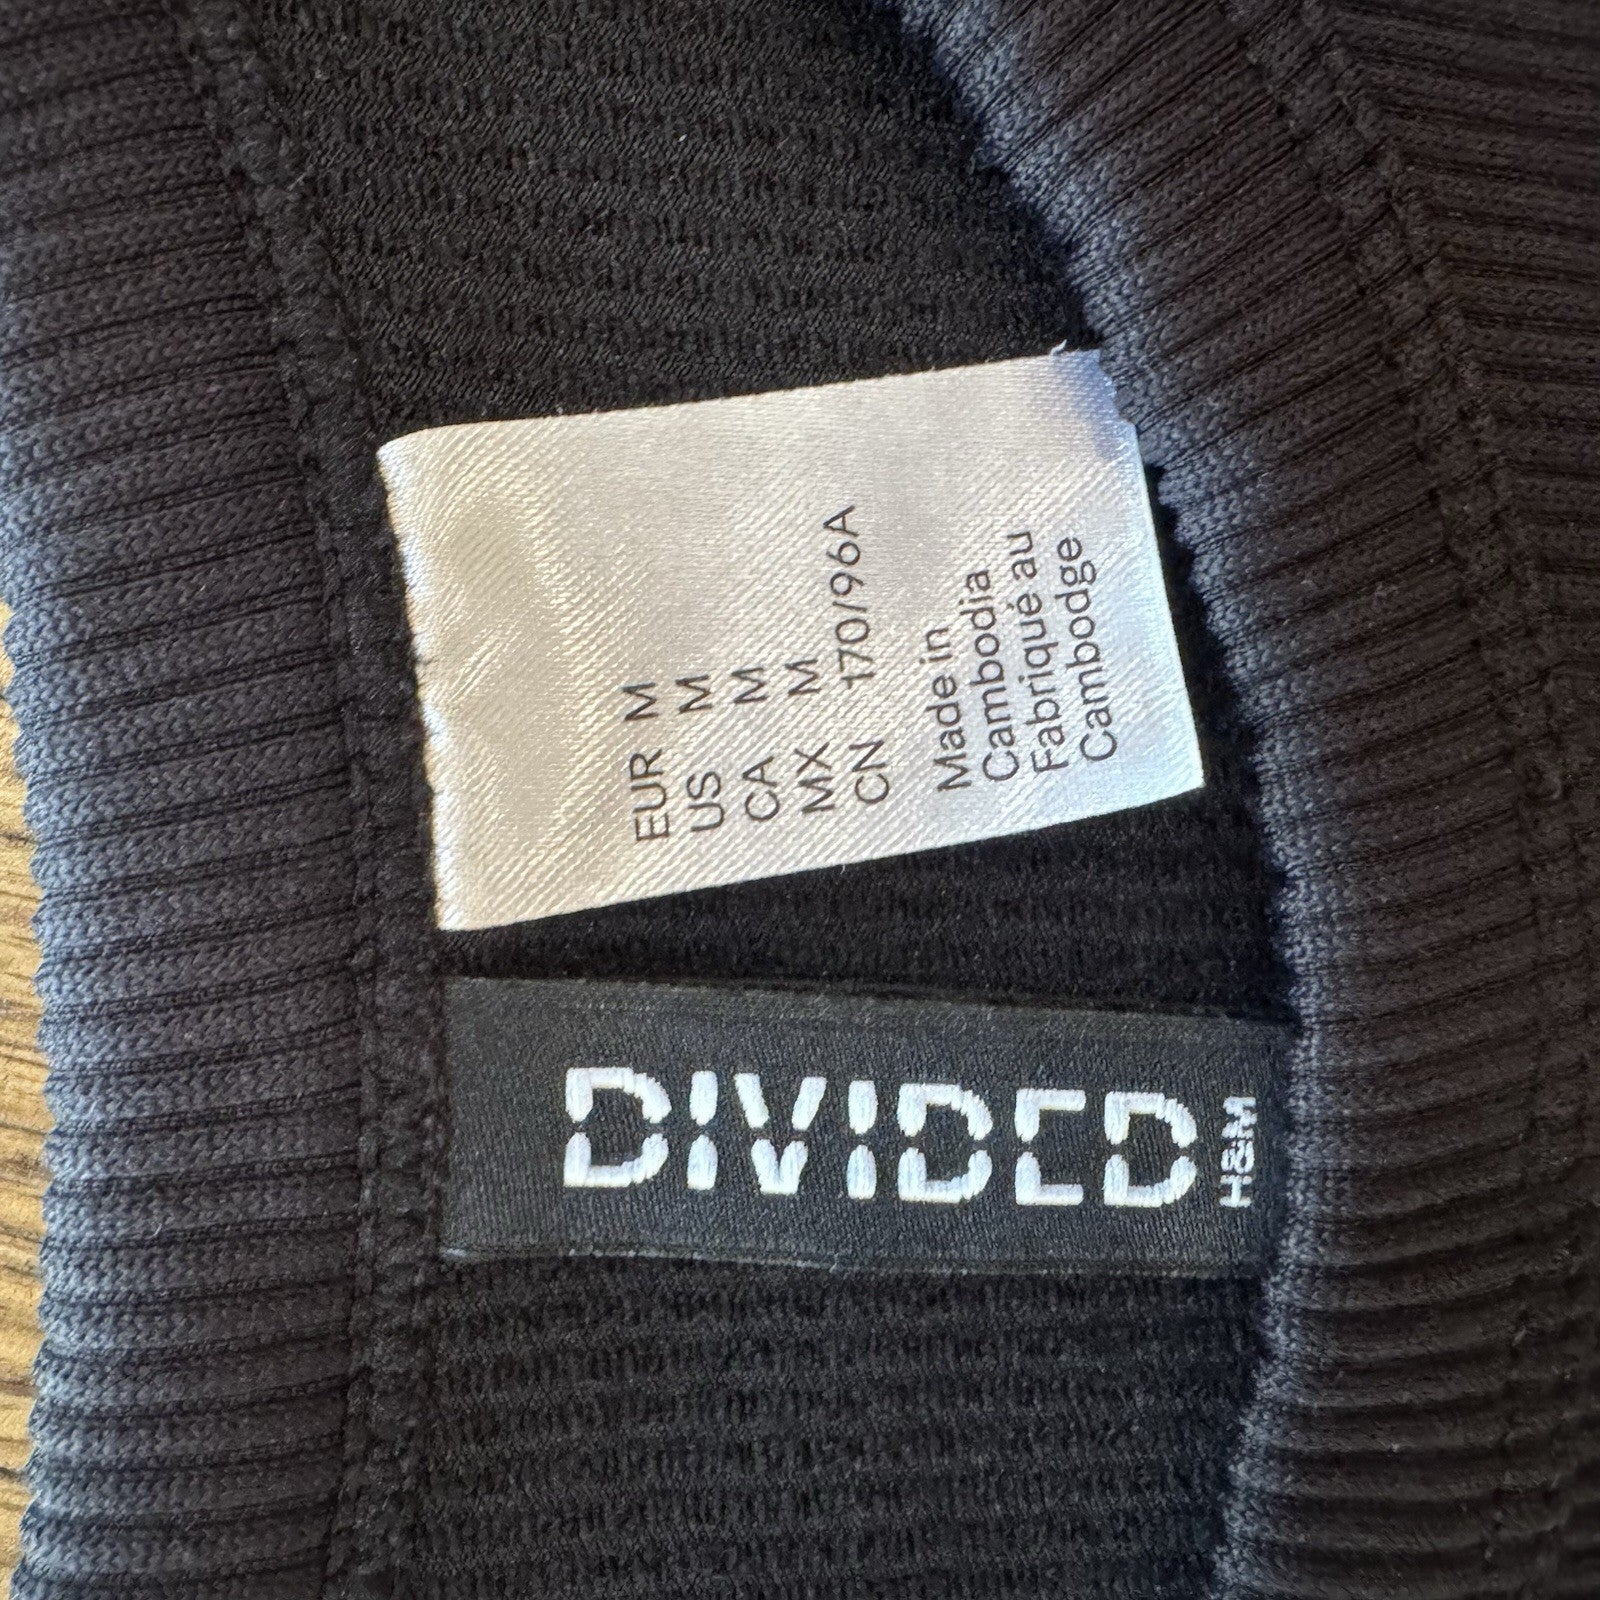 EUR M
US M
CA M
MX M
CN 170/96A
Made in
Cambodia
Fabriqué au
Cambodge
DIVIDED
H&M